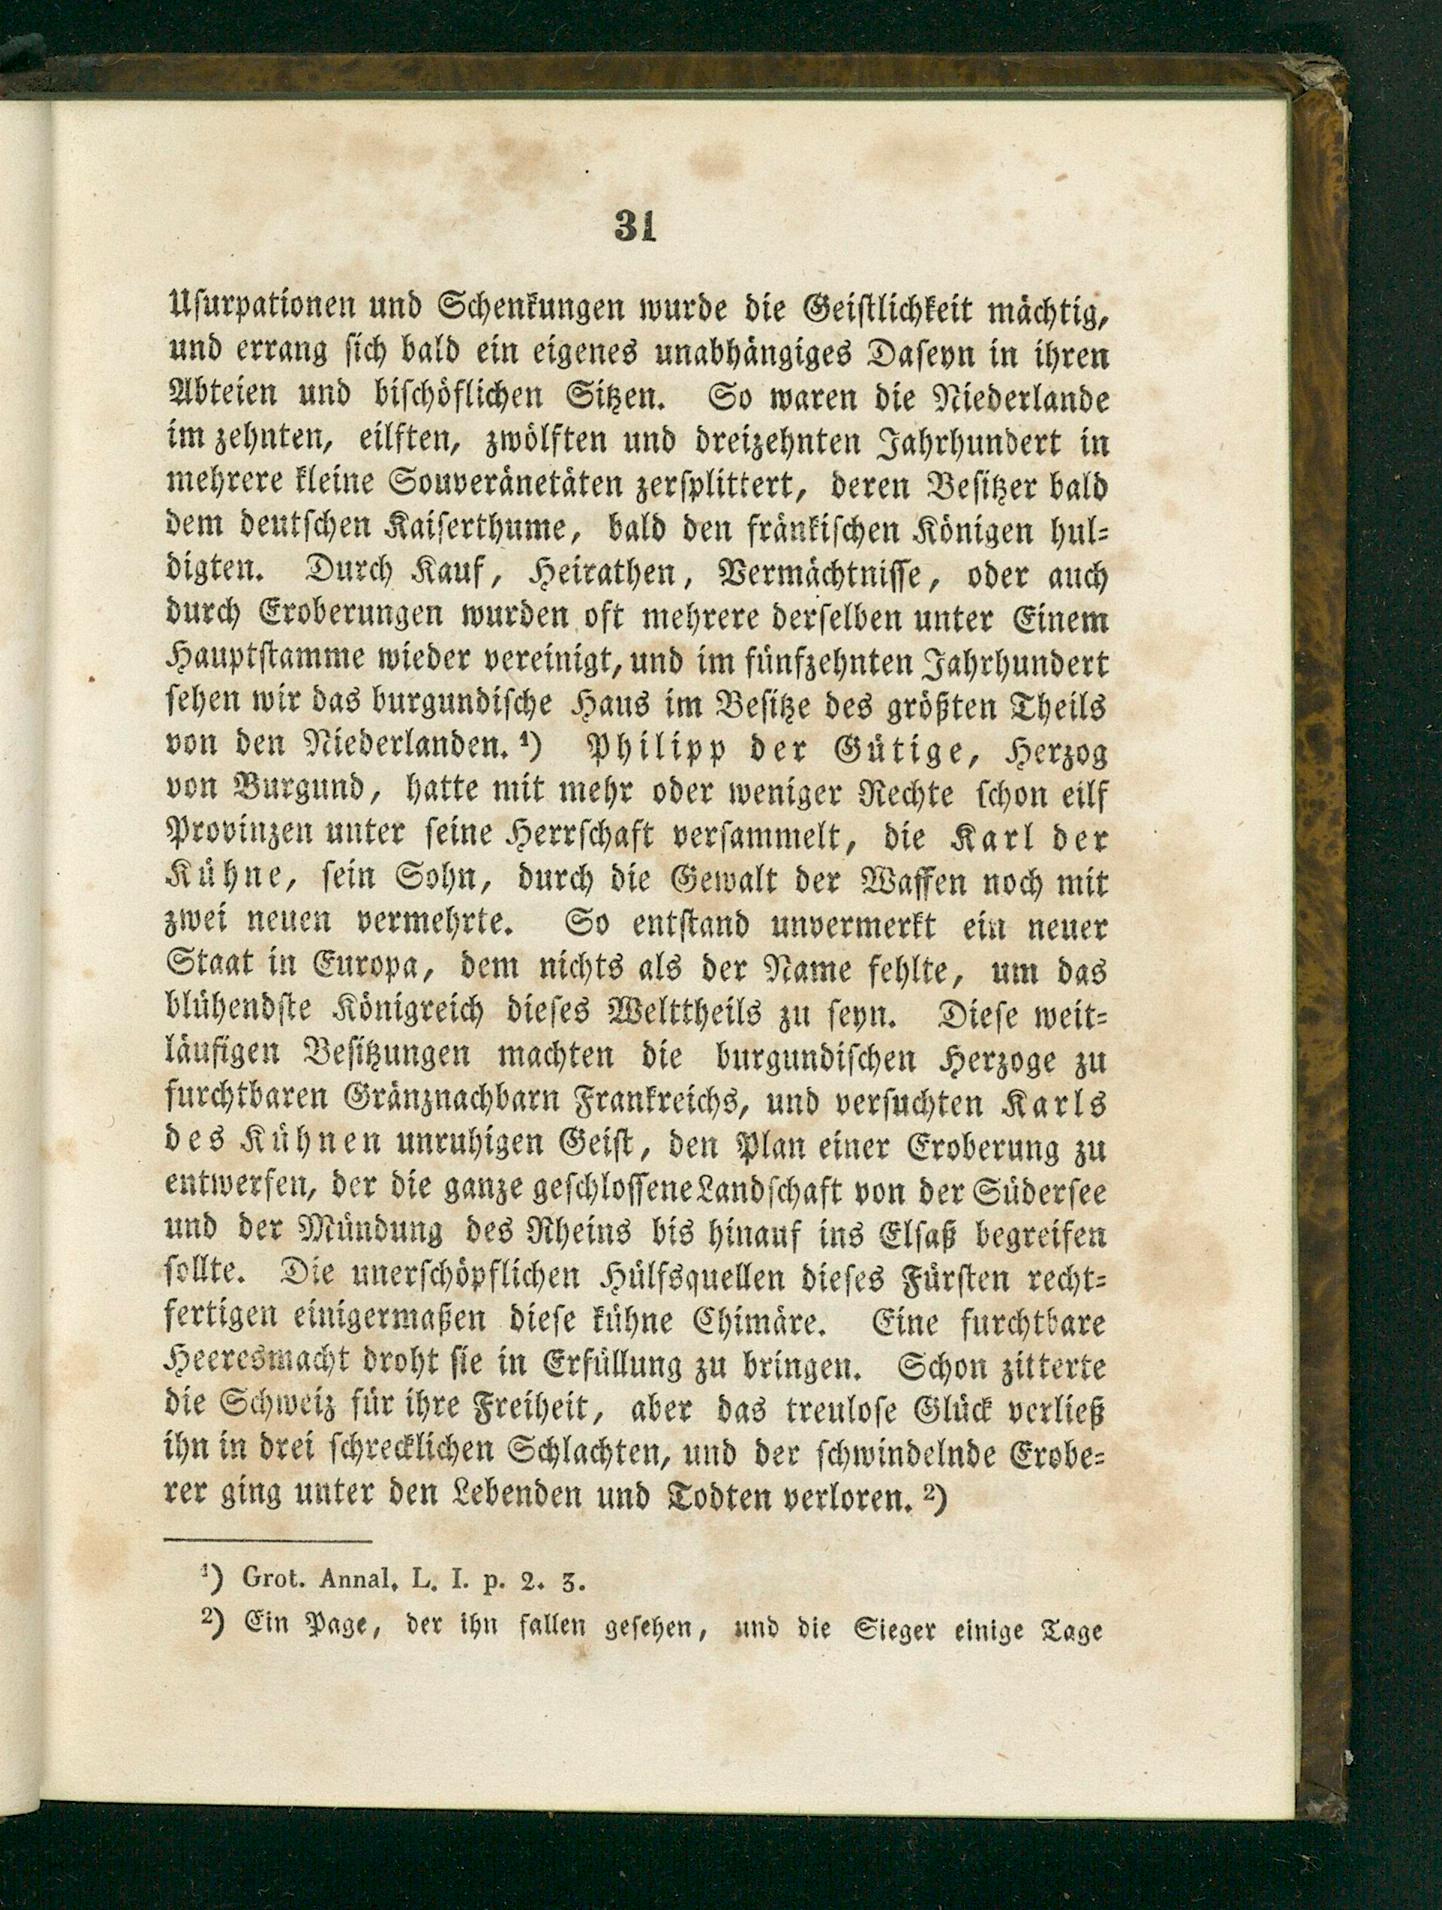 31
Usurpationen und Schenkungen wurde die Geistlichkeit mächtig,
und errang sich bald ein eigenes unabhängiges Daseyn in ihren
Abteien und bischöflichen Sitzen. So waren die Niederlande
im zehnten, eilften, zwölften und dreizehnten Jahrhundert in
mehrere kleine Souveränetäten zersplittert, deren Besitzer bald
dem deutschen Kaiserthume, bald den fränkischen Königen hul=
digten. Durch Kauf, Heirathen, Vermächtnisse, oder auch
durch Eroberungen wurden oft mehrere derselben unter Einem
Hauptstamme wieder vereinigt, und im fünfzehnten Jahrhundert
sehen wir das burgundische Haus im Besitze des größten Theils
von den Niederlanden. ¹) Philipp der Gütige, Herzog
von Burgund, hatte mit mehr oder weniger Rechte schon eilf
Provinzen unter seine Herrschaft versammelt, die Karl der
Kühne, sein Sohn, durch die Gewalt der Waffen noch mit
zwei neuen vermehrte. So entstand unvermerkt ein neuer
Staat in Europa, dem nichts als der Name fehlte, um das
blühendste Königreich dieses Welttheils zu seyn. Diese weit=
läufigen Besitzungen machten die burgundischen Herzoge zu
furchtbaren Gränznachbarn Frankreichs, und versuchten Karls
des Kühnen unruhigen Geist, den Plan einer Eroberung zu
entwerfen, der die ganze geschlossene Landschaft von der Südersee
und der Mündung des Rheins bis hinauf ins Elsaß begreifen
sollte. Die unerschöpflichen Hülfsquellen dieses Fürsten recht=
fertigen einigermaßen diese kühne Chimäre. Eine furchtbare
Heeresmacht droht sie in Erfüllung zu bringen. Schon zitterte
die Schweiz für ihre Freiheit, aber das treulose Glück verließ
ihn in drei schrecklichen Schlachten, und der schwindelnde Erobe=
rer ging unter den Lebenden und Todten verloren. ²)
¹) Grot. Annal. L. I. p. 2. 3.
²) Ein Page, der ihn fallen gesehen, und die Sieger einige Tage